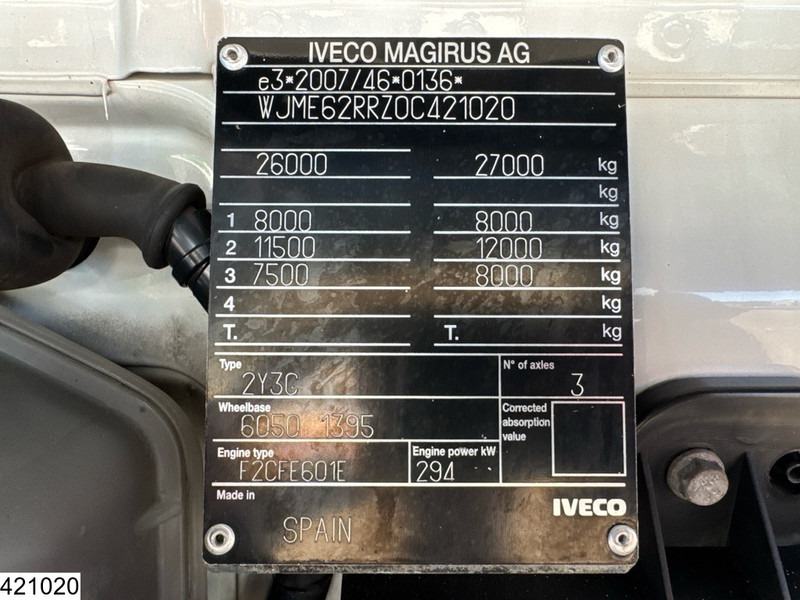 IVECO MAGIRUS AG
e3*2007/46*0136*
WJME62RRZ0C421020
26000 27000 kg
kg
1 8000 8000 kg
2 11500 12000 kg
3 7500 8000 kg
4 kg
T. T. kg
Type N° of axles
2Y3C 3
Wheelbase Corrected absorption value
6050 1395
Engine type Engine power kW
F2CFE601E 294
Made in IVECO
SPAIN
421020